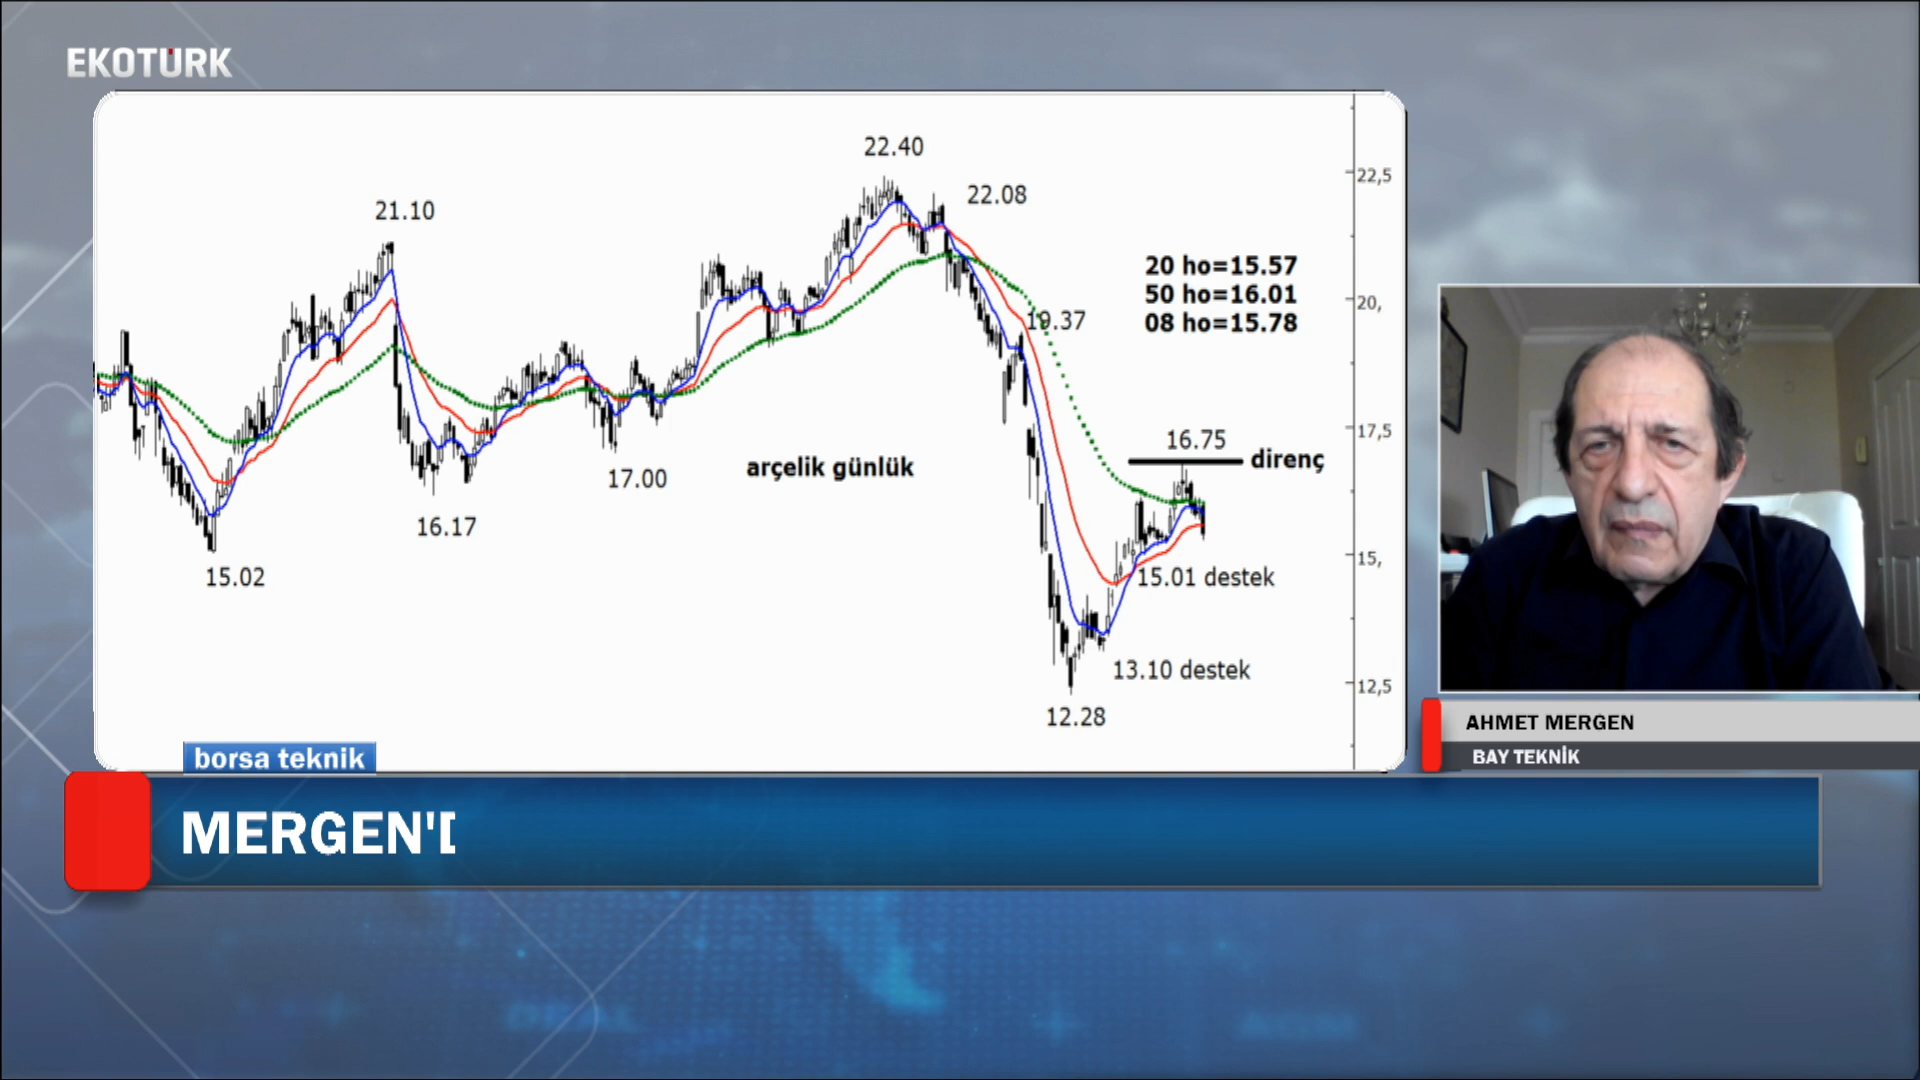 EKOTÜRK
22.40
22.08
21.10
22,5
20 ho=15.57
50 ho=16.01
08 ho=15.78
20,
19.37
16.75
direnç
17,5
arçelik günlük
17.00
16.17
15,
15.02
15.01 destek
13.10 destek
12,5
12.28
AHMET MERGEN
BAY TEKNİK
borsa teknik
MERGEN'